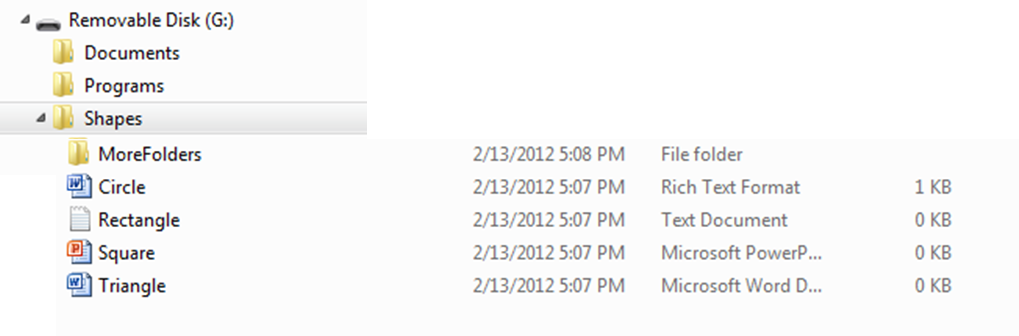 Removable Disk (G:)
Documents
Programs
Shapes
MoreFolders 2/13/2012 5:08 PM File folder
Circle 2/13/2012 5:07 PM Rich Text Format 1 KB
Rectangle 2/13/2012 5:07 PM Text Document 0 KB
Square 2/13/2012 5:07 PM Microsoft PowerP... 0 KB
Triangle 2/13/2012 5:07 PM Microsoft Word D... 0 KB